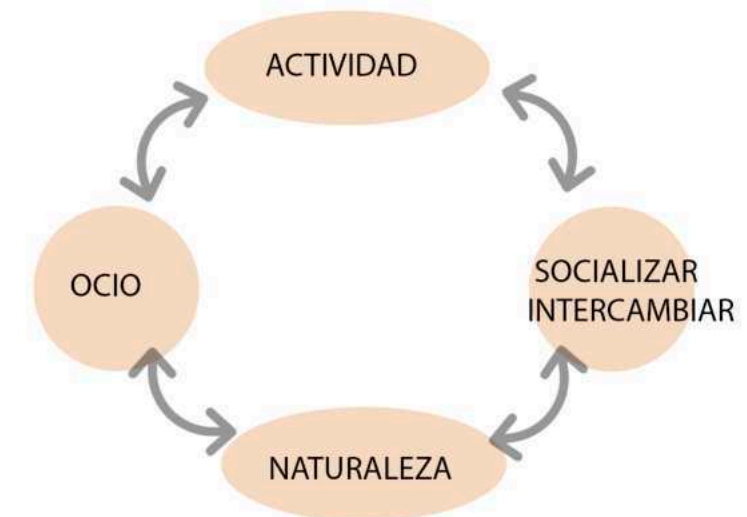 ACTIVIDAD
OCIO
SOCIALIZAR
INTERCAMBIAR
NATURALEZA